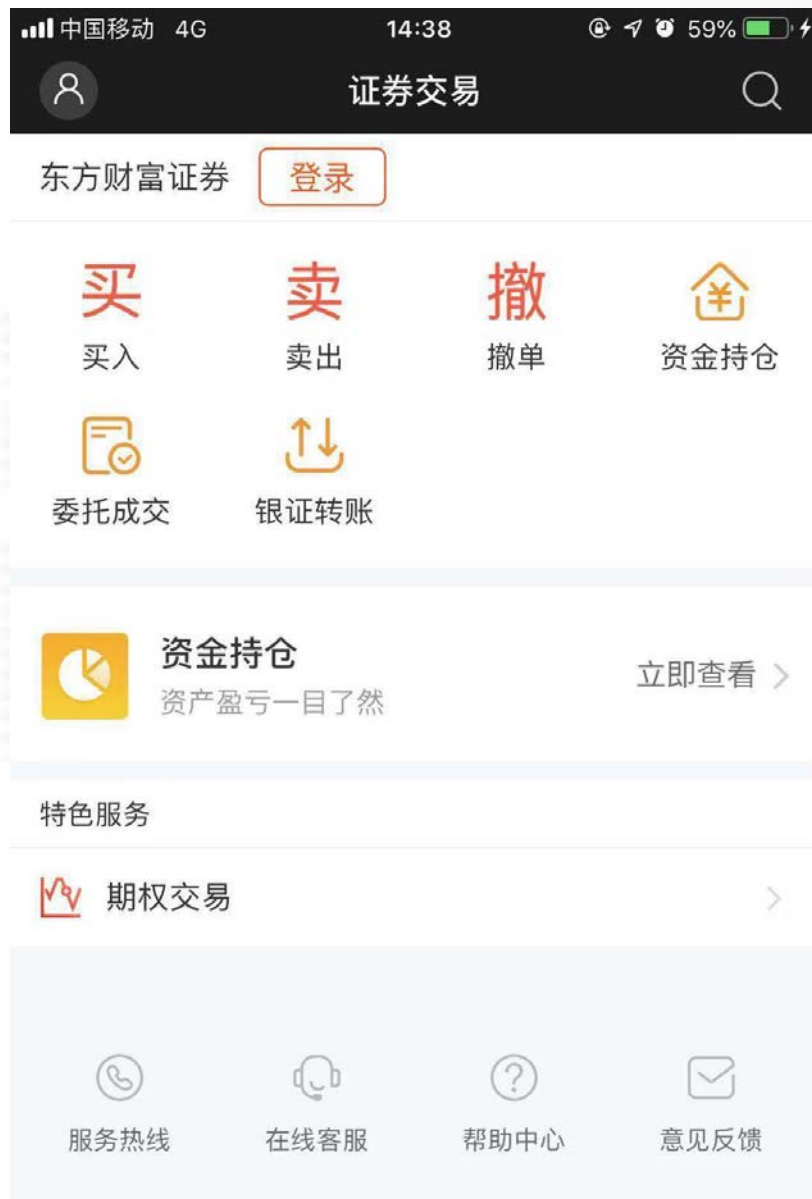 中国移动 4G 14:38 59%
证券交易
东方财富证券 登录
买 卖 撤
买入 卖出 撤单 资金持仓
委托成交 银证转账
资金持仓
立即查看
资产盈亏一目了然
特色服务
期权交易
服务热线 在线客服 帮助中心 意见反馈